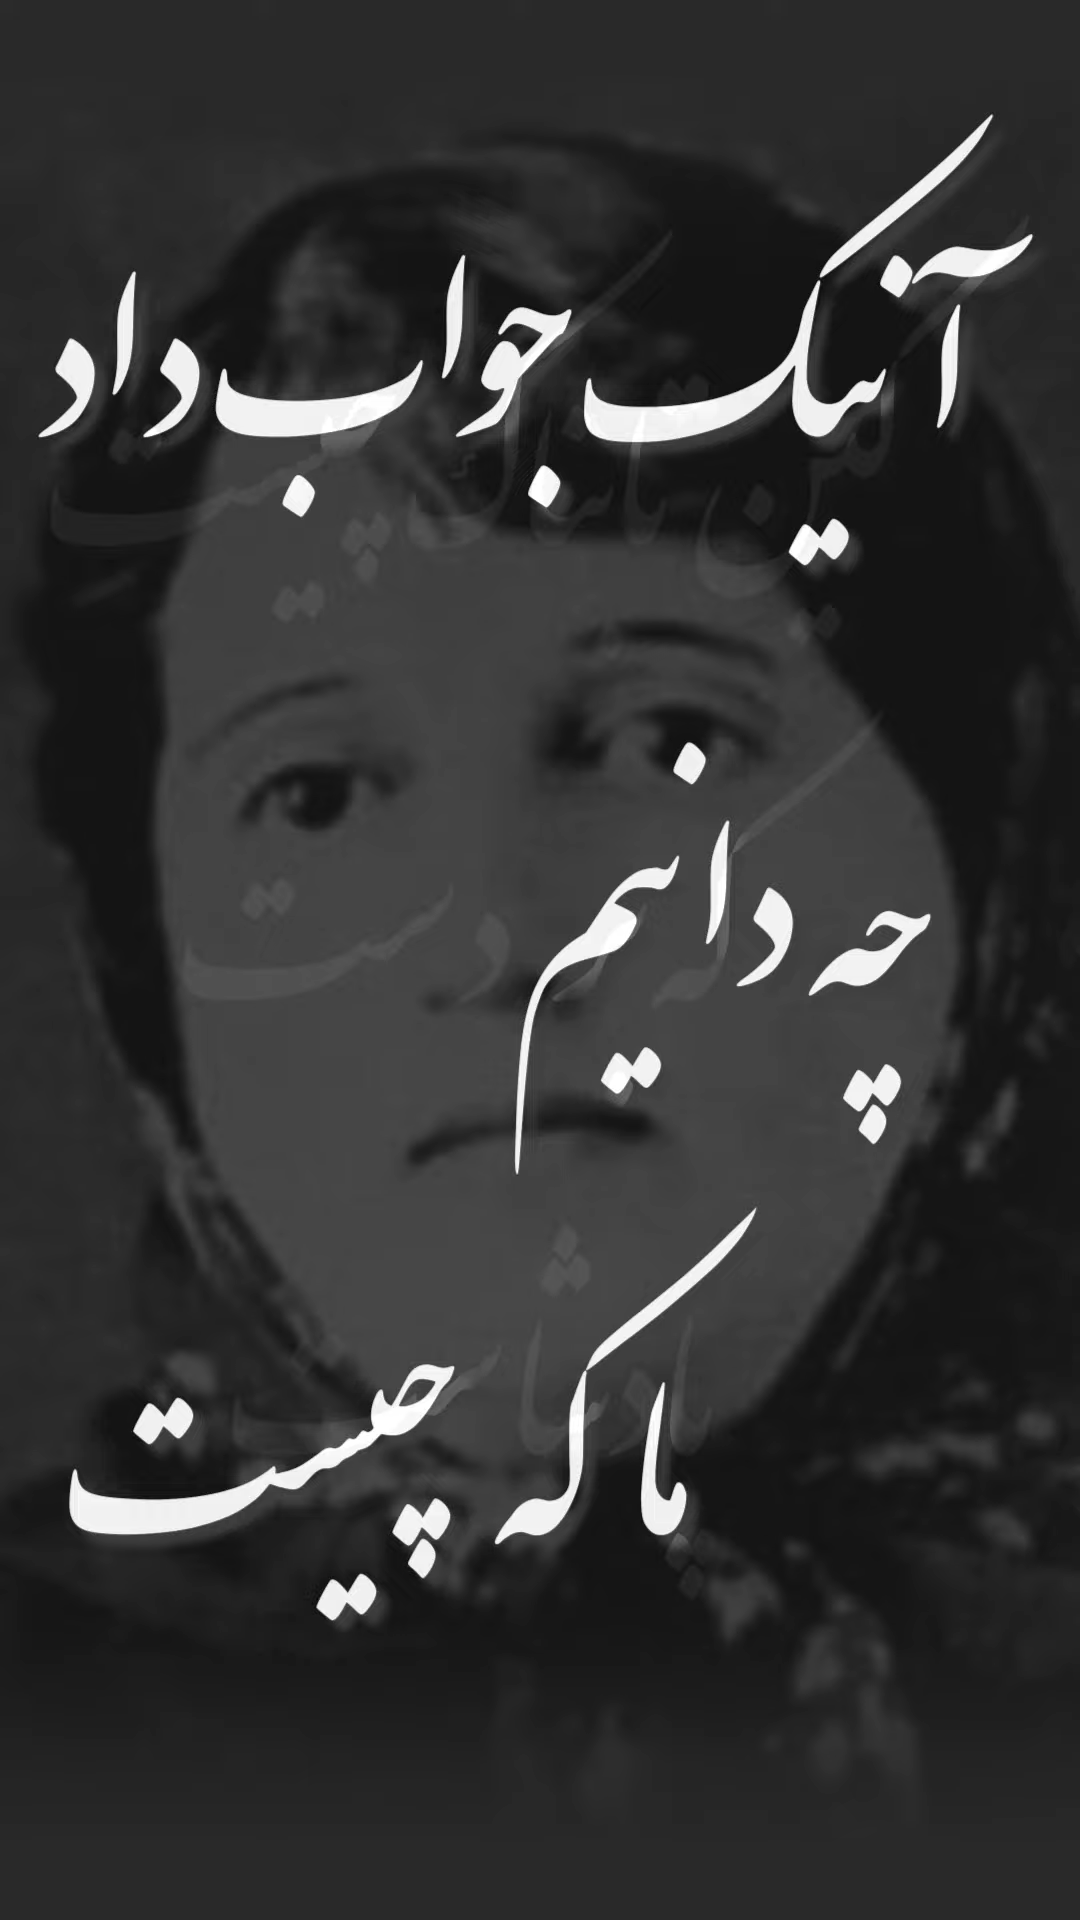 آنیک جواب داد
چه دانیم
ما که چیست